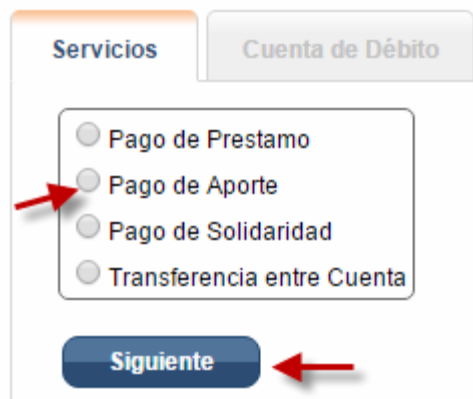 Servicios Cuenta de Débito
Pago de Prestamo
Pago de Aporte
Pago de Solidaridad
Transferencia entre Cuenta
Siguiente